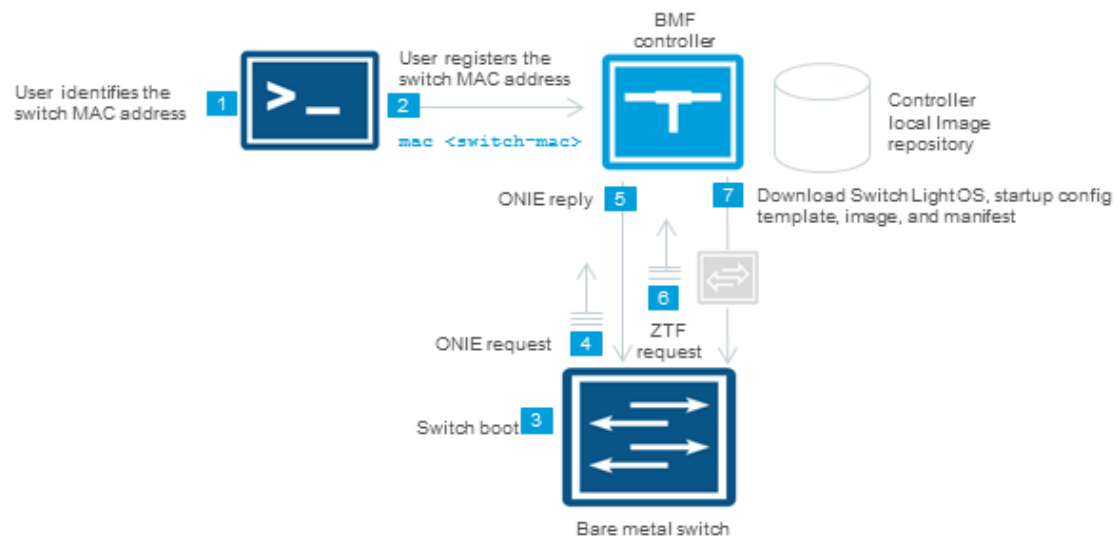 BMF
controller
User identifies the
switch MAC address
1
User registers the
switch MAC address
2
mac <switch-mac>
>_
Controller
local Image
repository
ONIE reply
5
7
Download Switch Light OS, startup config
template, image, and manifest
6
ZTF
request
ONIE request
4
Switch boot
3
Bare metal switch